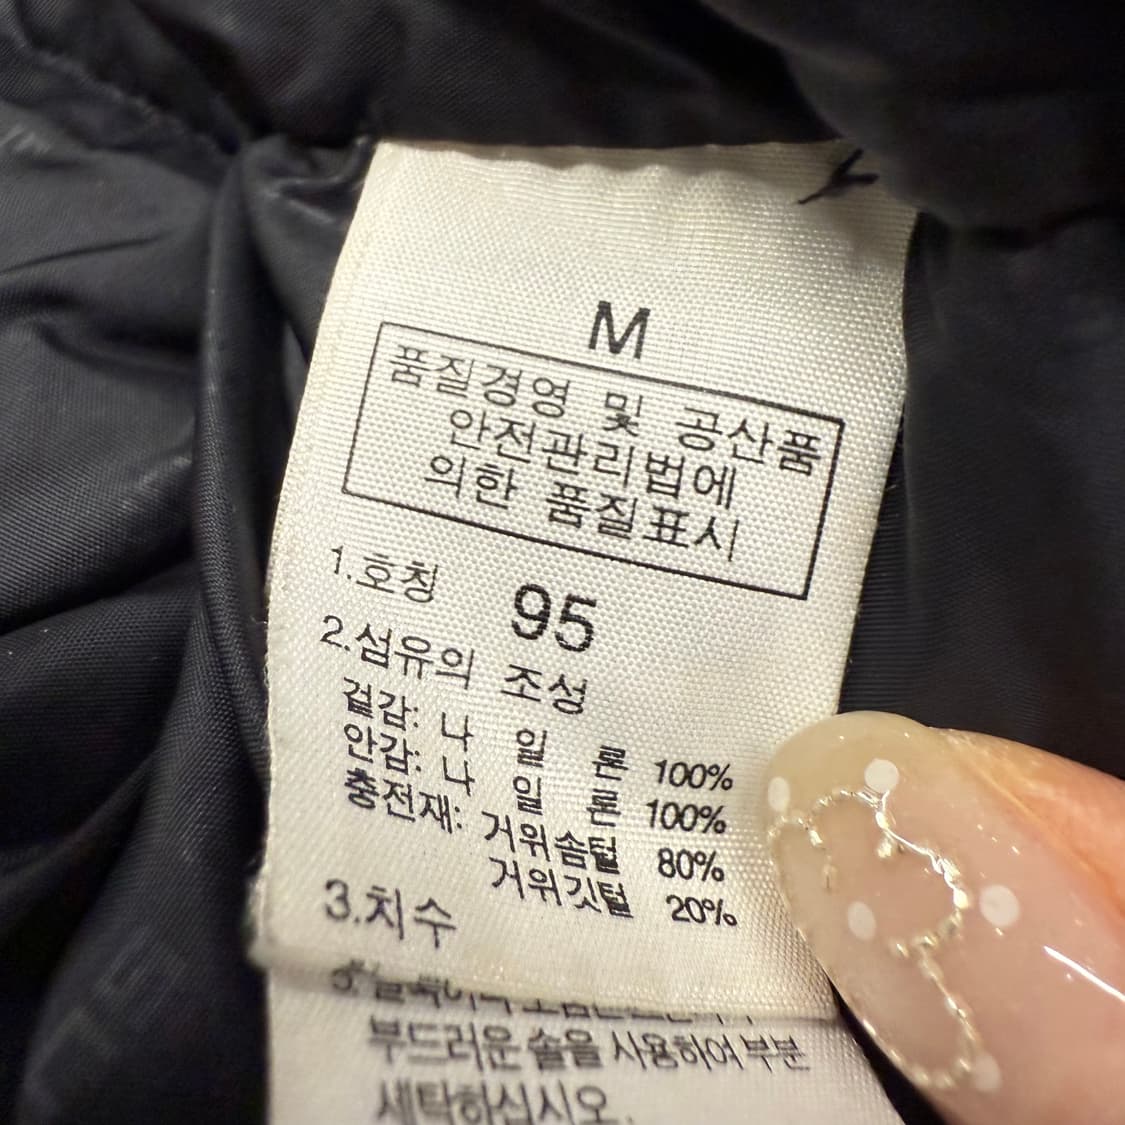 M
품질경영 및 공산품
안전관리법에
의한 품질표시
1.호칭 95
2.섬유의 조성
겉감: 나 일 론 100%
안감: 나 일 론 100%
충전재: 거위솜털 80%
거위깃털 20%
3.치수
부드러운 솔을 사용하여 부분
세탁하십시오.